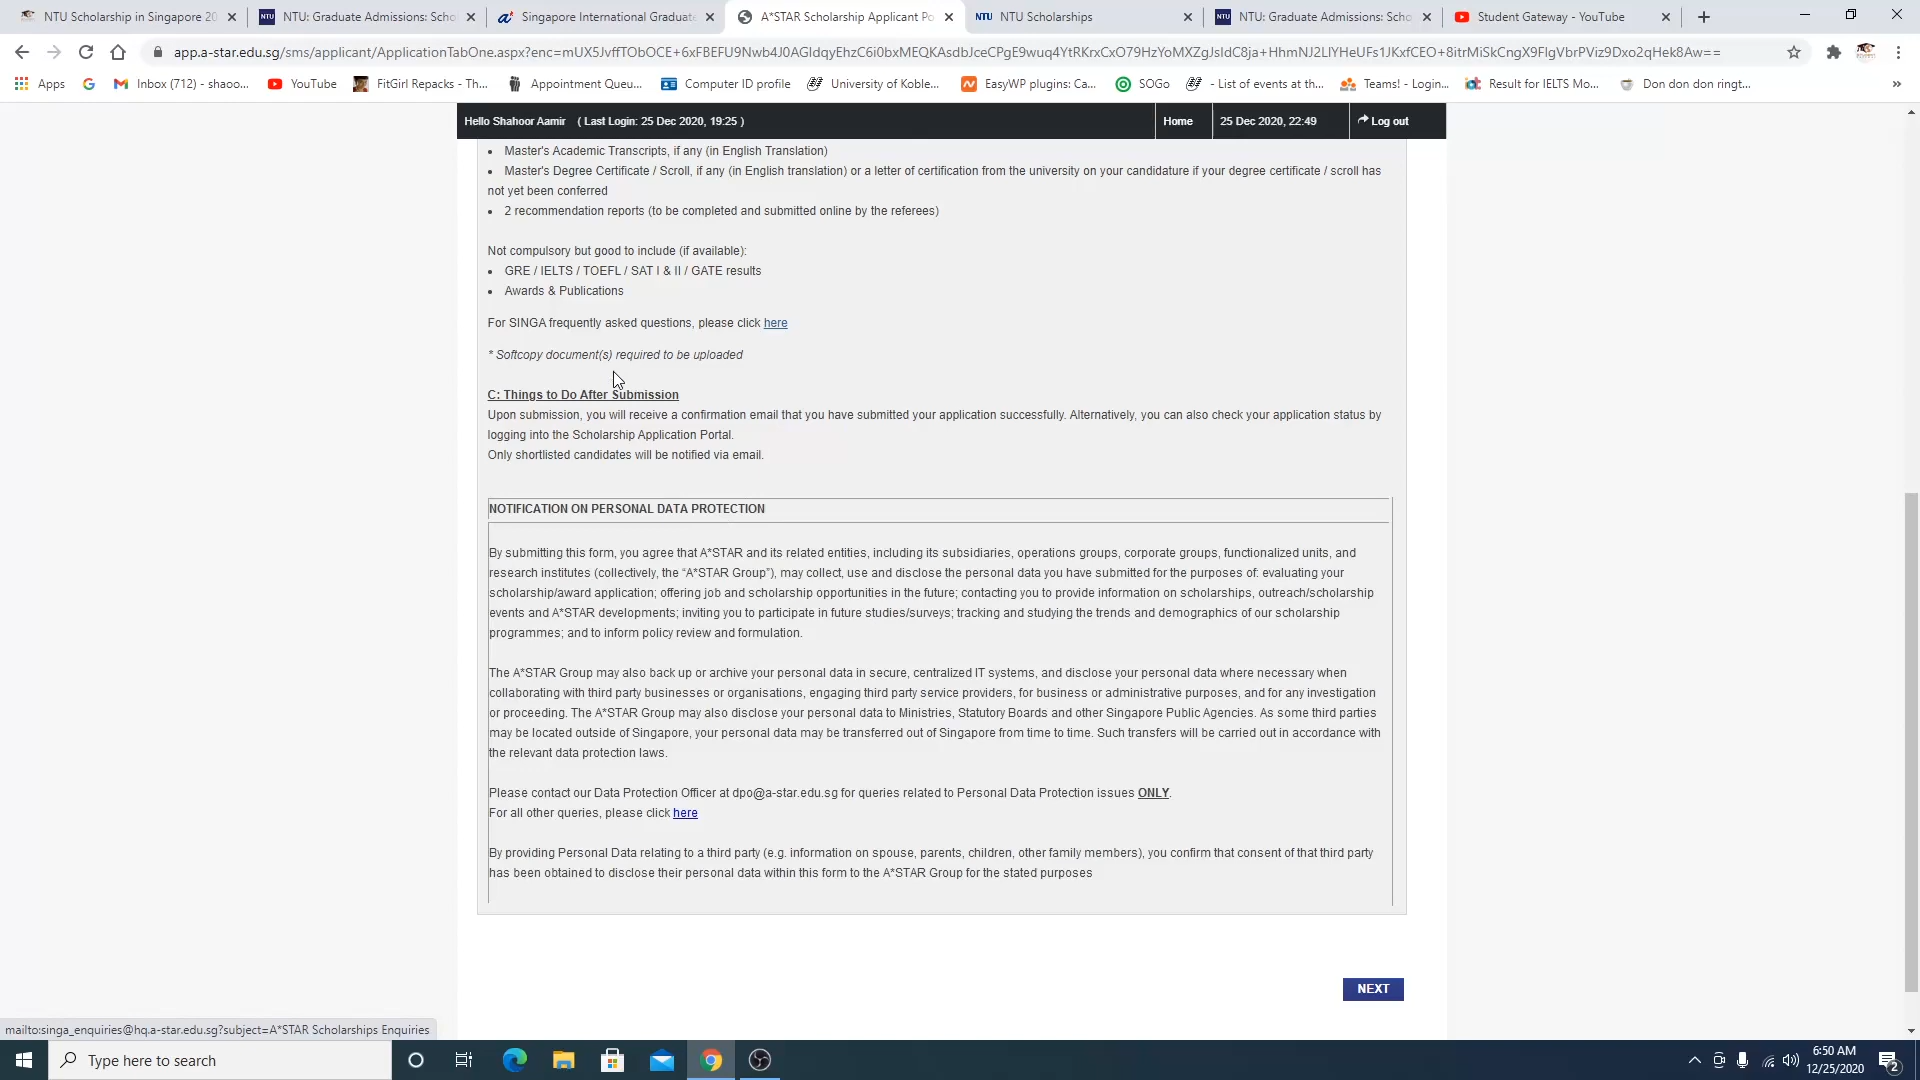 NTU Scholarship in Singapore 20
NTU: Graduate Admissions: Scho
Singapore International Graduate
A*STAR Scholarship Applicant Po
NTU Scholarships
NTU: Graduate Admissions: Scho
Student Gateway - YouTube
Apps
Inbox (712) - shaoo...
YouTube
FitGirl Repacks - Th...
Appointment Queu...
Computer ID profile
University of Koble...
EasyWP plugins: Ca...
SOGo
- List of events at th...
Teams! - Login...
Result for IELTS Mo...
Don don don ringt...
Hello Shahoor Aamir ( Last Login: 25 Dec 2020, 19:25 )
Home
25 Dec 2020, 22:49
Log out
• Master's Academic Transcripts, if any (in English Translation)
• Master's Degree Certificate / Scroll, if any (in English translation) or a letter of certification from the university on your candidature if your degree certificate / scroll has
not yet been conferred
• 2 recommendation reports (to be completed and submitted online by the referees)
Not compulsory but good to include (if available):
• GRE / IELTS / TOEFL / SAT I & II / GATE results
• Awards & Publications
For SINGA frequently asked questions, please click here
* Softcopy document(s) required to be uploaded
C: Things to Do After Submission
Upon submission, you will receive a confirmation email that you have submitted your application successfully. Alternatively, you can also check your application status by
logging into the Scholarship Application Portal.
Only shortlisted candidates will be notified via email.
NOTIFICATION ON PERSONAL DATA PROTECTION
By submitting this form, you agree that A*STAR and its related entities, including its subsidiaries, operations groups, corporate groups, functionalized units, and
research institutes (collectively, the “A*STAR Group”), may collect, use and disclose the personal data you have submitted for the purposes of: evaluating your
scholarship/award application; offering job and scholarship opportunities in the future; contacting you to provide information on scholarships, outreach/scholarship
events and A*STAR developments; inviting you to participate in future studies/surveys; tracking and studying the trends and demographics of our scholarship
programmes; and to inform policy review and formulation.
The A*STAR Group may also back up or archive your personal data in secure, centralized IT systems, and disclose your personal data where necessary when
collaborating with third party businesses or organisations, engaging third party service providers, for business or administrative purposes, and for any investigation
or proceeding. The A*STAR Group may also disclose your personal data to Ministries, Statutory Boards and other Singapore Public Agencies. As some third parties
may be located outside of Singapore, your personal data may be transferred out of Singapore from time to time. Such transfers will be carried out in accordance with
the relevant data protection laws.
Please contact our Data Protection Officer at dpo@a-star.edu.sg for queries related to Personal Data Protection issues ONLY.
For all other queries, please click here
By providing Personal Data relating to a third party (e.g. information on spouse, parents, children, other family members), you confirm that consent of that third party
has been obtained to disclose their personal data within this form to the A*STAR Group for the stated purposes
NEXT
mailto:singa_enquiries@hq.a-star.edu.sg?subject=A*STAR Scholarships Enquiries
Type here to search
6:50 AM
12/25/2020
2